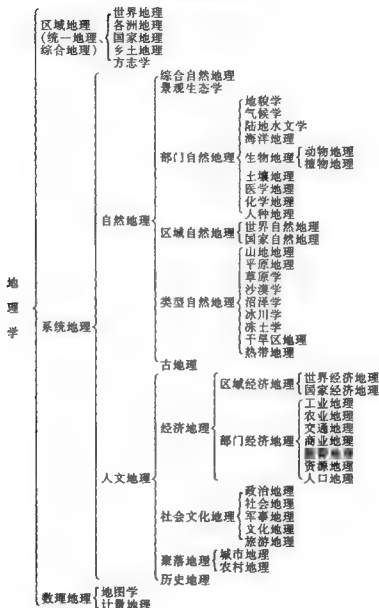 世界地理
区域地理
各洲地理
(统一地理、
国家地理
综合地理)
乡土地理
方志学
综合自然地理
景观生态学
地貌学
气候学
陆地水文学
海洋地理
部门自然地理
生物地理
动物地理
植物地理
土壤地理
医学地理
化学地理
人种地理
自然地理
区域自然地理
世界自然地理
国家自然地理
山地地理
平原地理
草原学
沙漠学
类型自然地理
沼泽学
冰川学
冻土学
干旱区地理
热带地理
地
理
学
系统地理
古地理
区域经济地理
世界经济地理
国家经济地理
经济地理
工业地理
农业地理
交通地理
部门经济地理
商业地理
资源地理
人口地理
人文地理
政治地理
社会地理
社会文化地理
军事地理
文化地理
旅游地理
聚落地理
城市地理
农村地理
历史地理
数理地理
地图学
计量地理